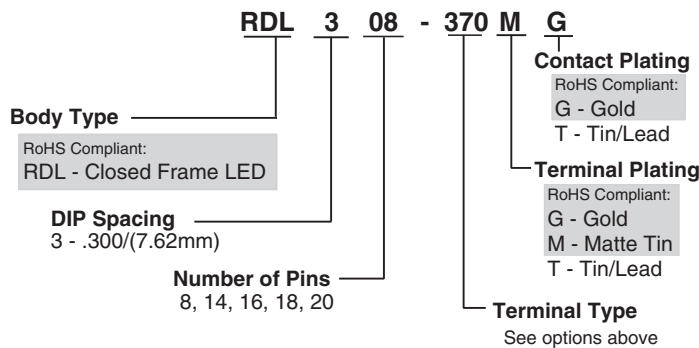 RDL 3 08 - 370 M G
Contact Plating
RoHS Compliant:
G - Gold
T - Tin/Lead
Body Type
RoHS Compliant:
RDL - Closed Frame LED
Terminal Plating
RoHS Compliant:
G - Gold
M - Matte Tin
T - Tin/Lead
DIP Spacing
3 - .300/(7.62mm)
Number of Pins
8, 14, 16, 18, 20
Terminal Type
See options above